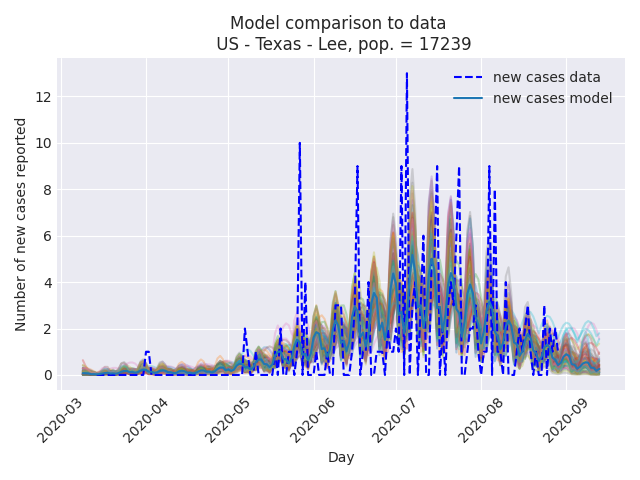 Model comparison to data
US - Texas - Lee, pop. = 17239
new cases data
new cases model
Number of new cases reported
12
10
8
6
4
2
0
2020-03
2020-04
2020-05
2020-06
2020-07
2020-08
2020-09
Day